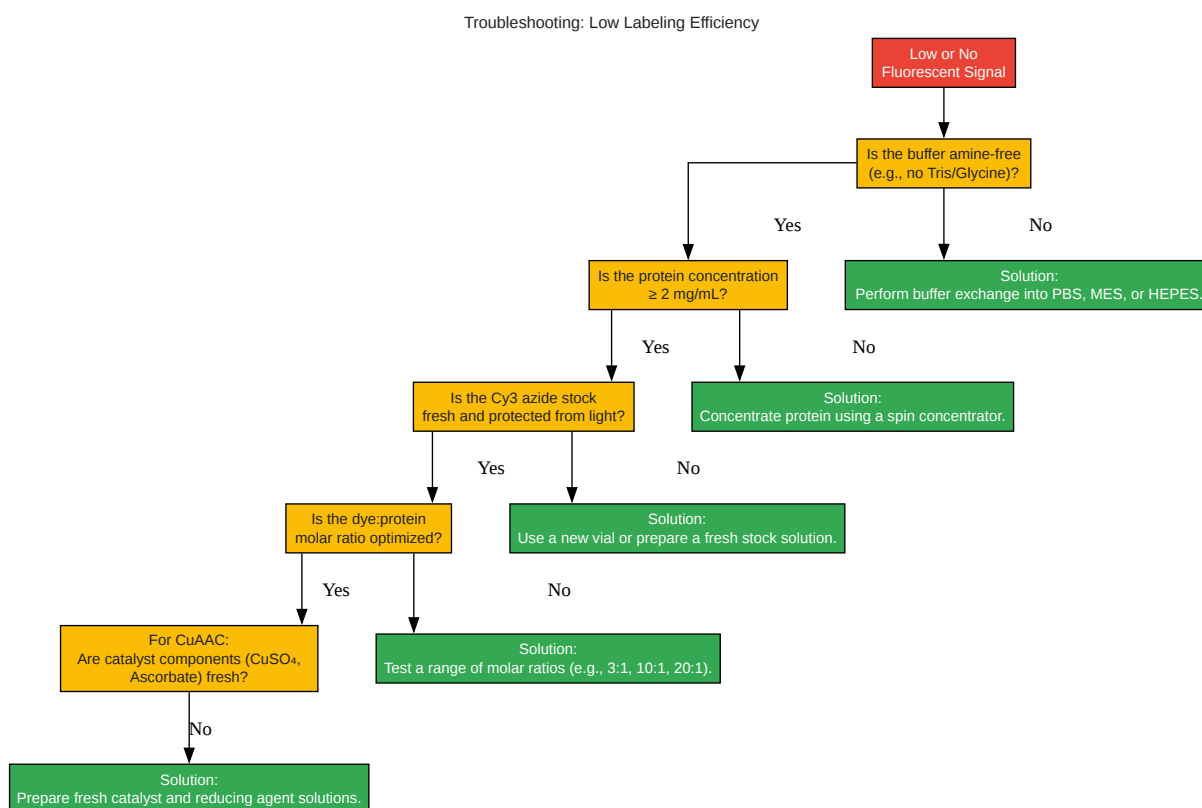 Troubleshooting: Low Labeling Efficiency
Low or No
Fluorescent Signal
Is the buffer amine-free
(e.g., no Tris/Glycine)?
Yes
No
Is the protein concentration
≥ 2 mg/mL?
Solution:
Perform buffer exchange into PBS, MES, or HEPES.
Yes
No
Is the Cy3 azide stock
fresh and protected from light?
Solution:
Concentrate protein using a spin concentrator.
Yes
No
Is the dye:protein
molar ratio optimized?
Solution:
Use a new vial or prepare a fresh stock solution.
Yes
No
For CuAAC:
Are catalyst components (CuSO₄,
Ascorbate) fresh?
Solution:
Test a range of molar ratios (e.g., 3:1, 10:1, 20:1).
No
Solution:
Prepare fresh catalyst and reducing agent solutions.